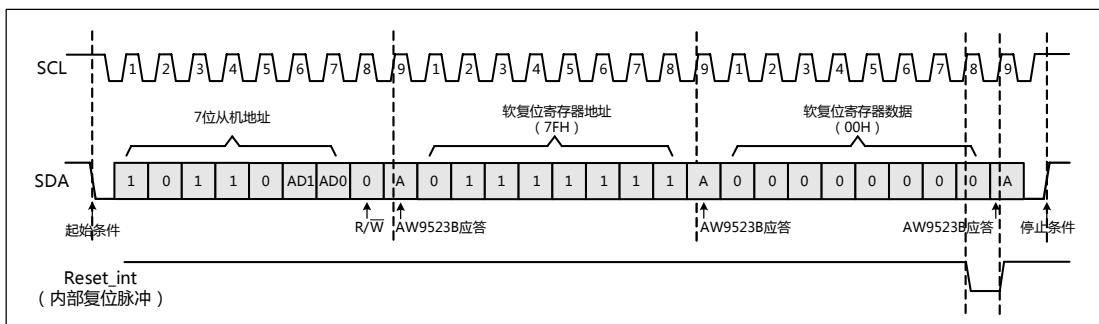 SCL
1 2 3 4 5 6 7 8 9 1 2 3 4 5 6 7 8 9 1 2 3 4 5 6 7 8 9
7位从机地址
软复位寄存器地址
（7FH）
软复位寄存器数据
（00H）
SDA
1 0 1 1 0 AD1 AD0 0 A 0 1 1 1 1 1 1 1 A 0 0 0 0 0 0 0 0 A
起始条件
R/W
AW9523B应答
AW9523B应答
AW9523B应答
停止条件
Reset_int
（内部复位脉冲）